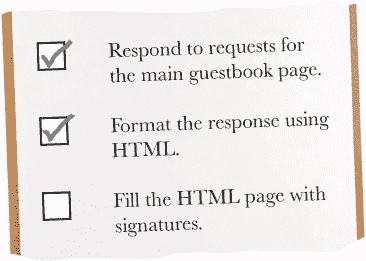 Respond to requests for
the main guestbook page.
Format the response using
HTML.
Fill the HTML page with
signatures.